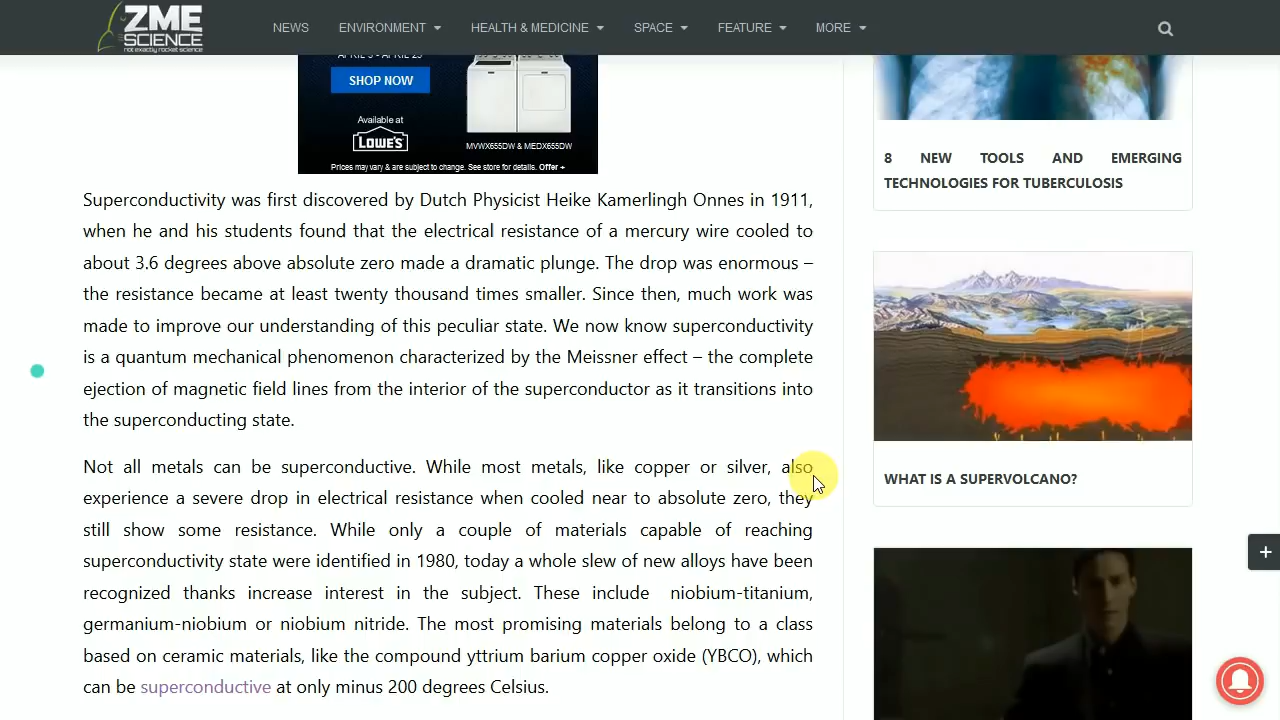 ZME
SCIENCE
not exactly rocket science
NEWS
ENVIRONMENT
HEALTH & MEDICINE
SPACE
FEATURE
MORE
SHOP NOW
Available at
LOWE'S
MVWX655DW & MEDX655DW
Prices may vary & are subject to change. See store for details. Offer +
Superconductivity was first discovered by Dutch Physicist Heike Kamerlingh Onnes in 1911,
when he and his students found that the electrical resistance of a mercury wire cooled to
about 3.6 degrees above absolute zero made a dramatic plunge. The drop was enormous –
the resistance became at least twenty thousand times smaller. Since then, much work was
made to improve our understanding of this peculiar state. We now know superconductivity
is a quantum mechanical phenomenon characterized by the Meissner effect – the complete
ejection of magnetic field lines from the interior of the superconductor as it transitions into
the superconducting state.
Not all metals can be superconductive. While most metals, like copper or silver, also
experience a severe drop in electrical resistance when cooled near to absolute zero, they
still show some resistance. While only a couple of materials capable of reaching
superconductivity state were identified in 1980, today a whole slew of new alloys have been
recognized thanks increase interest in the subject. These include niobium-titanium,
germanium-niobium or niobium nitride. The most promising materials belong to a class
based on ceramic materials, like the compound yttrium barium copper oxide (YBCO), which
can be superconductive at only minus 200 degrees Celsius.
8 NEW TOOLS AND EMERGING
TECHNOLOGIES FOR TUBERCULOSIS
WHAT IS A SUPERVOLCANO?